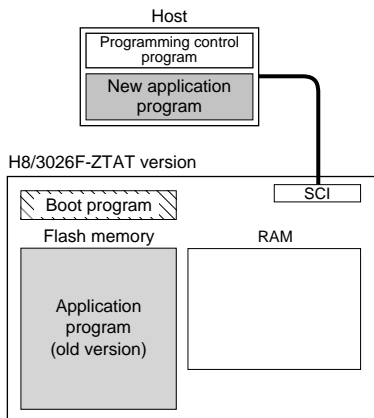 Host
Programming control
program
New application
program
H8/3026F-ZTAT version
SCI
Boot program
Flash memory
RAM
Application
program
(old version)